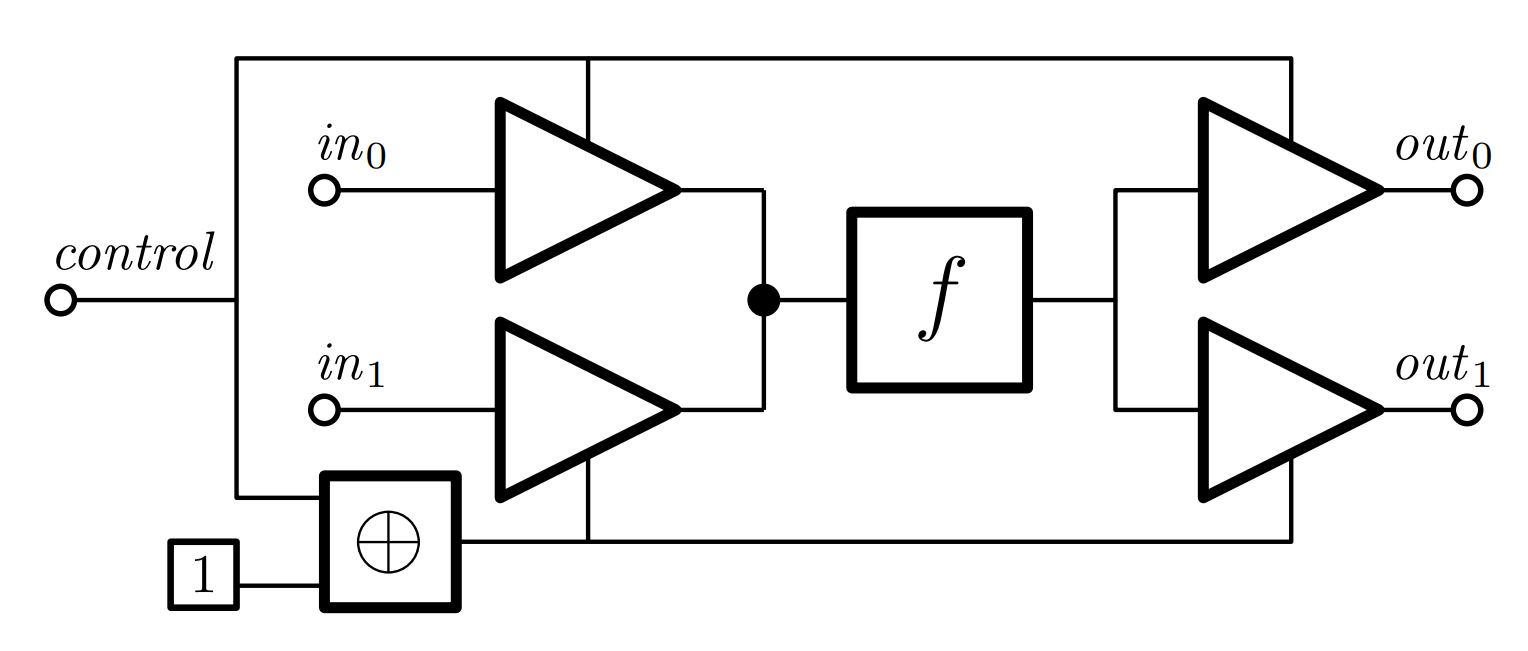 in₀
out₀
control
f
in₁
out₁
⊕
1